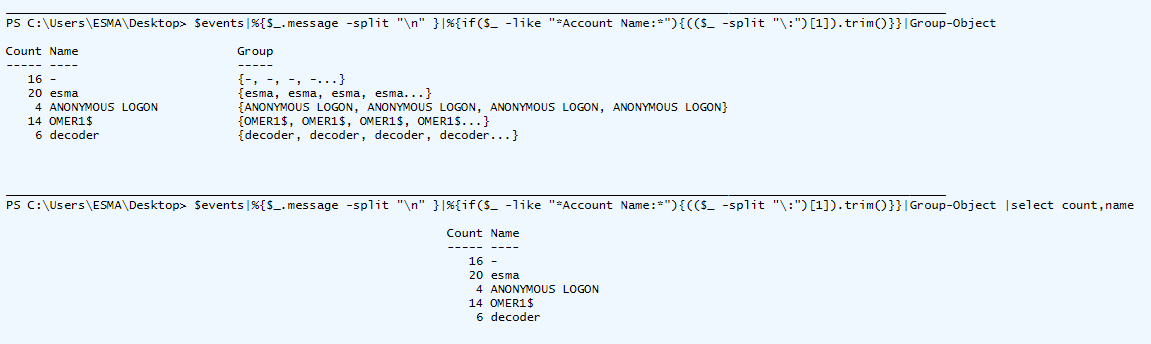 PS C:\Users\ESMA\Desktop> $events|%{$_.message -split "\n" }|%{if($_ -like "*Account Name:*"){(($_ -split "\:")[1]).trim()}}|Group-Object
Count Name Group
----- ---- -----
16 - {-, -, -, -...}
20 esma {esma, esma, esma, esma...}
4 ANONYMOUS LOGON {ANONYMOUS LOGON, ANONYMOUS LOGON, ANONYMOUS LOGON, ANONYMOUS LOGON}
14 OMER1$ {OMER1$, OMER1$, OMER1$, OMER1$...}
6 decoder {decoder, decoder, decoder, decoder...}
PS C:\Users\ESMA\Desktop> $events|%{$_.message -split "\n" }|%{if($_ -like "*Account Name:*"){(($_ -split "\:")[1]).trim()}}|Group-Object |select count,name
Count Name
----- ----
16 -
20 esma
4 ANONYMOUS LOGON
14 OMER1$
6 decoder